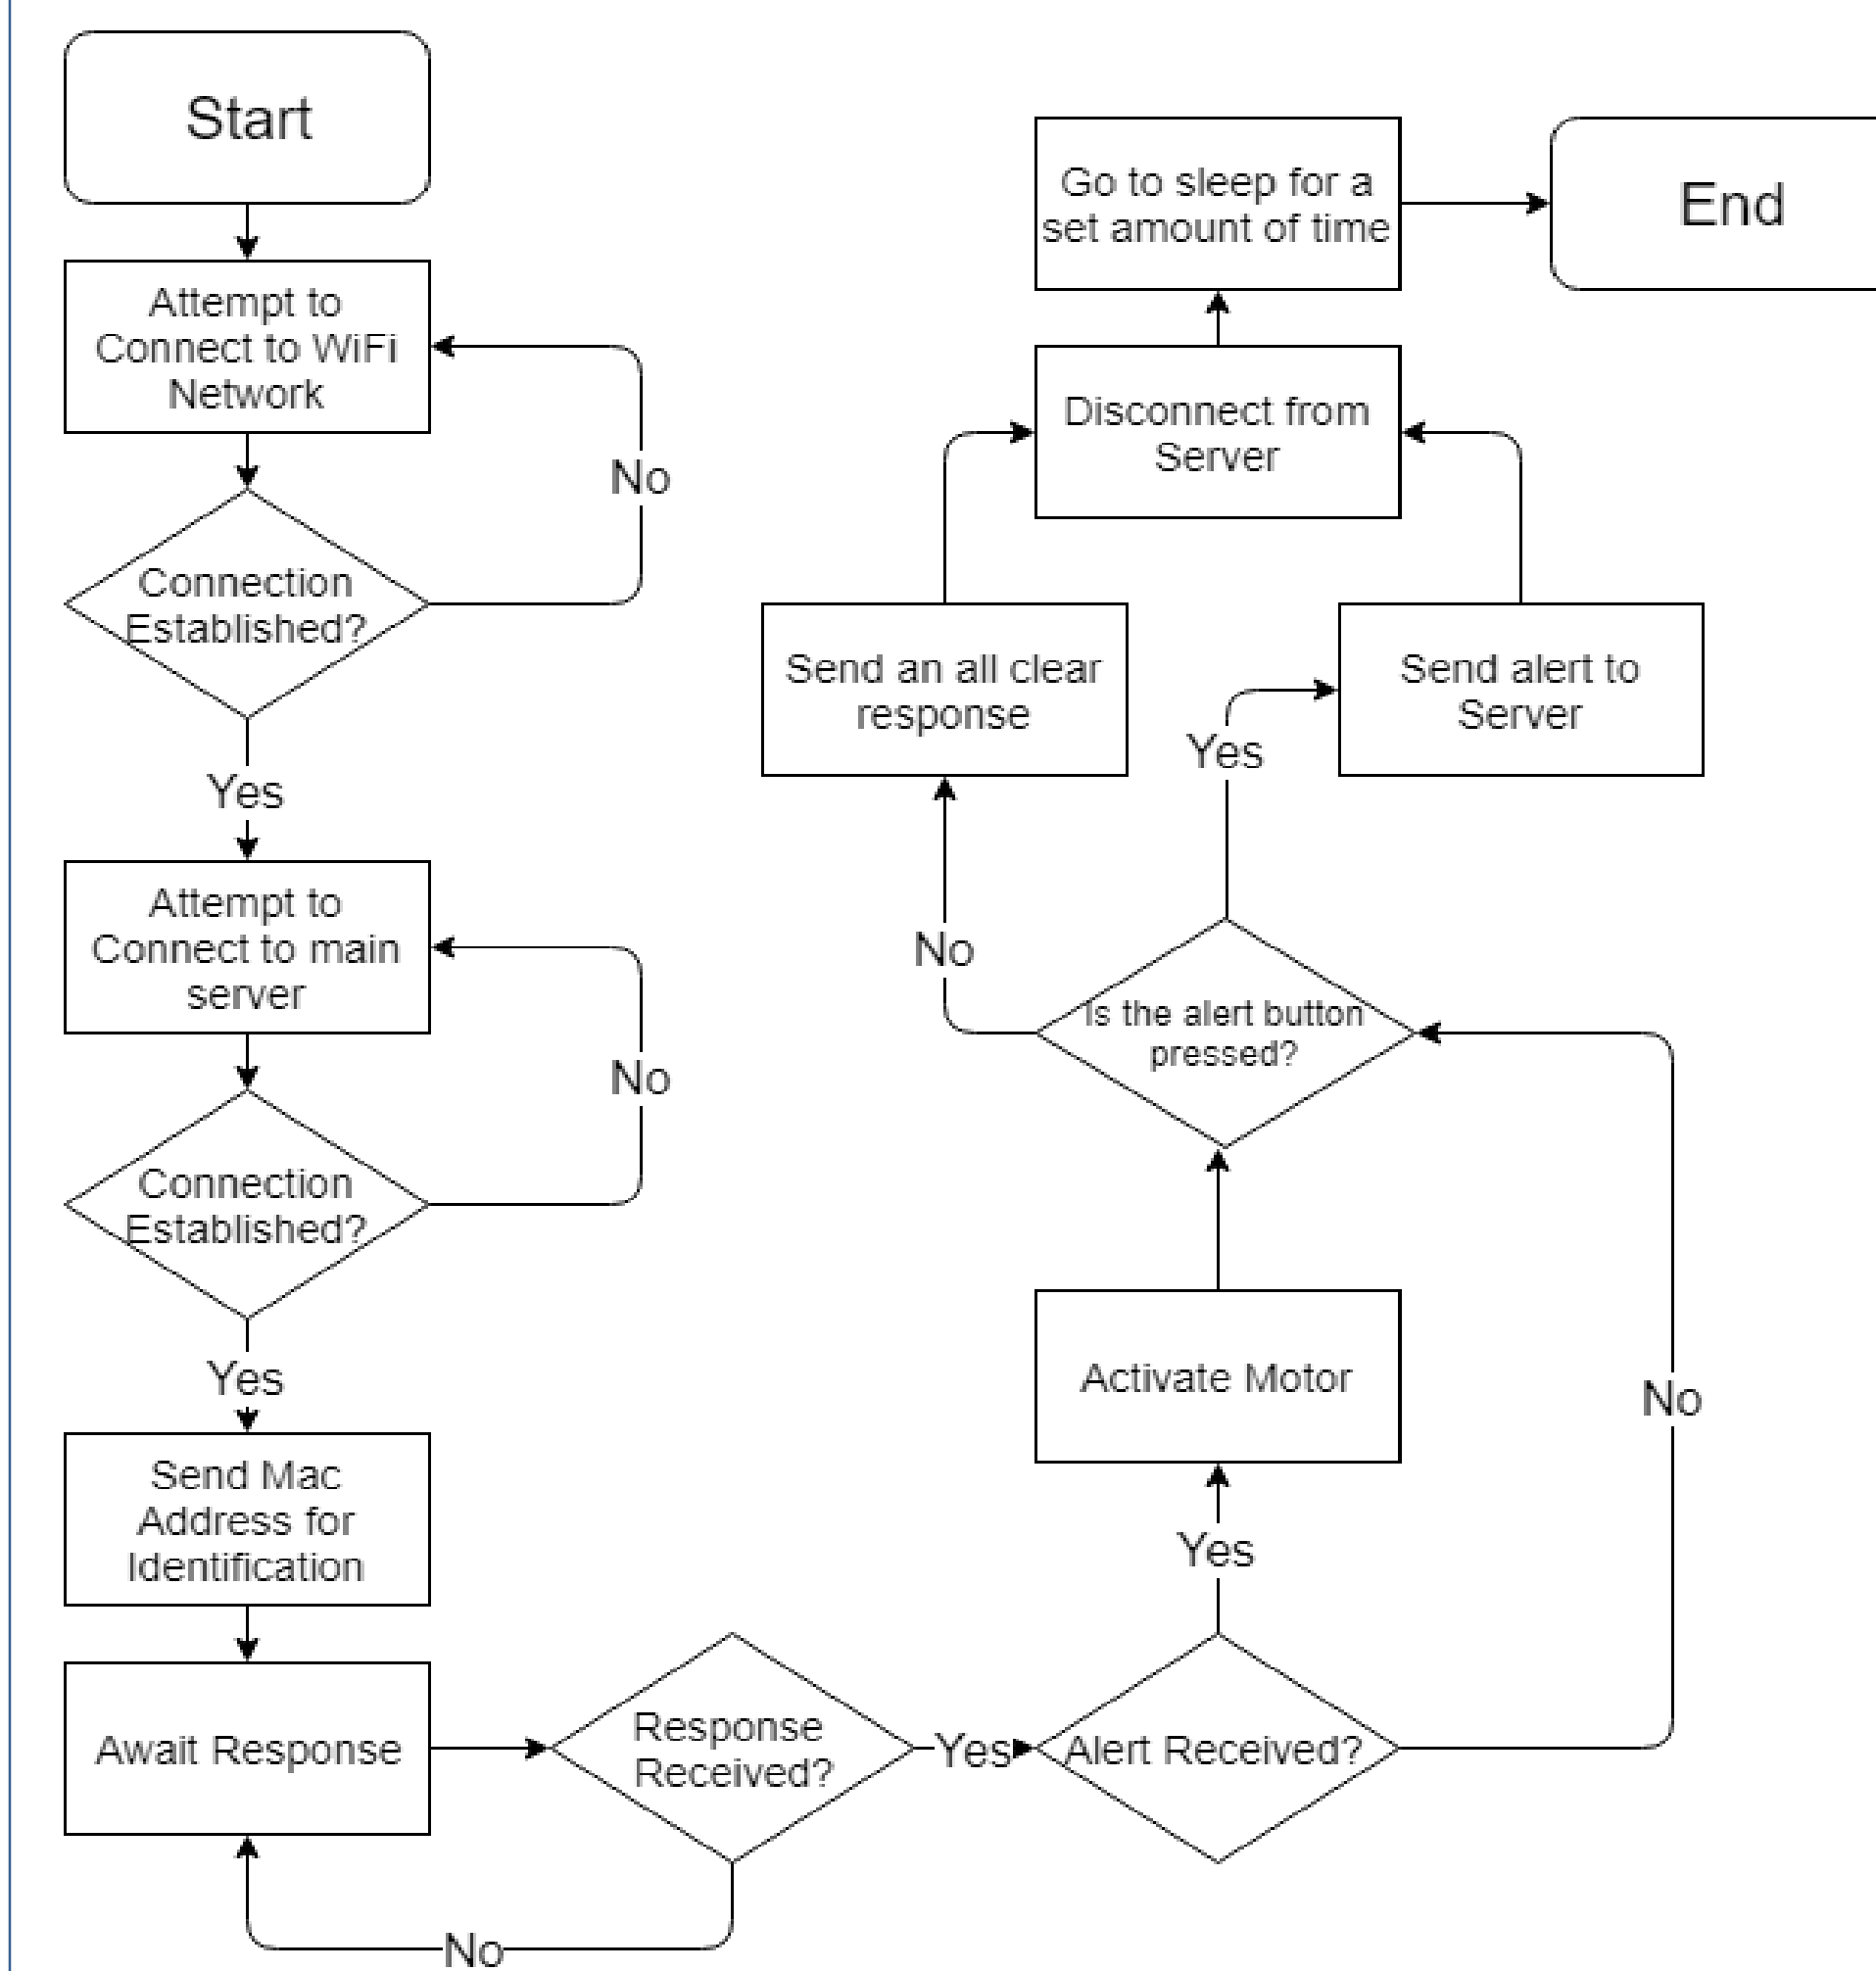 Start
Attempt to
Connect to WiFi
Network
No
Connection
Established?
Yes
Attempt to
Connect to main
server
No
Connection
Established?
Yes
Send Mac
Address for
Identification
Await Response
Response
Received?
No
Yes
Alert Received?
Yes
No
Activate Motor
Is the alert button
pressed?
No
Yes
Send an all clear
response
Send alert to
Server
Disconnect from
Server
Go to sleep for a
set amount of time
End